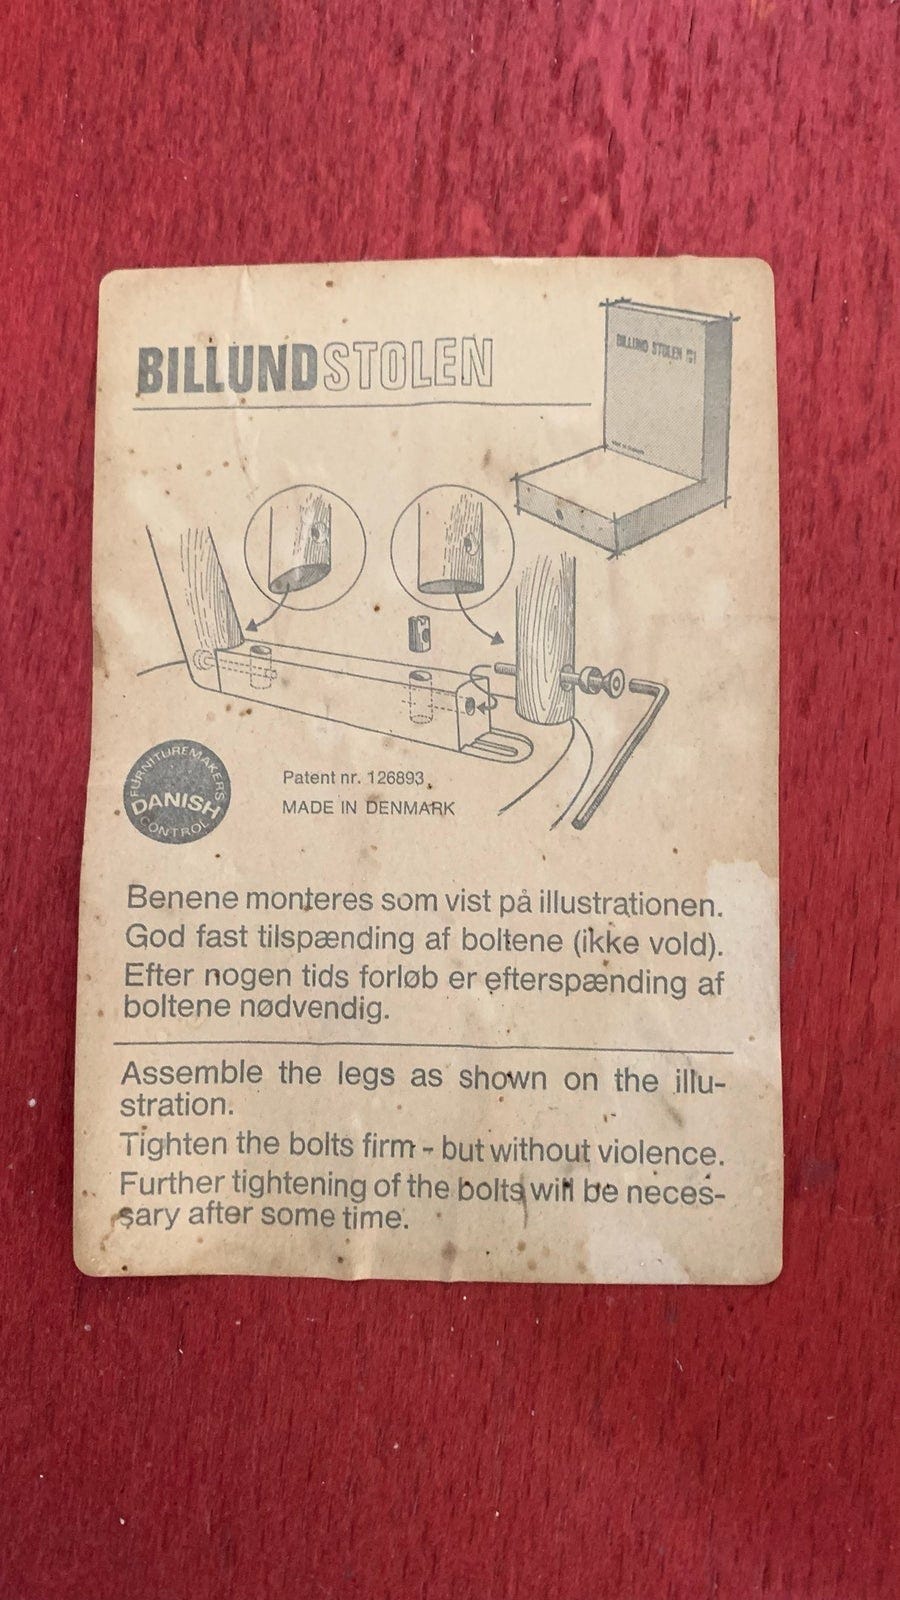 BILLUNDSTOLEN
BILLUND STOLEN
FURNITUREMAKERS
DANISH
CONTROL
Patent nr. 126893
MADE IN DENMARK
Benene monteres som vist på illustrationen.
God fast tilspænding af boltene (ikke vold).
Efter nogen tids forløb er efterspænding af
boltene nødvendig.
Assemble the legs as shown on the illu-
stration.
Tighten the bolts firm - but without violence.
Further tightening of the bolts will be neces-
sary after some time.